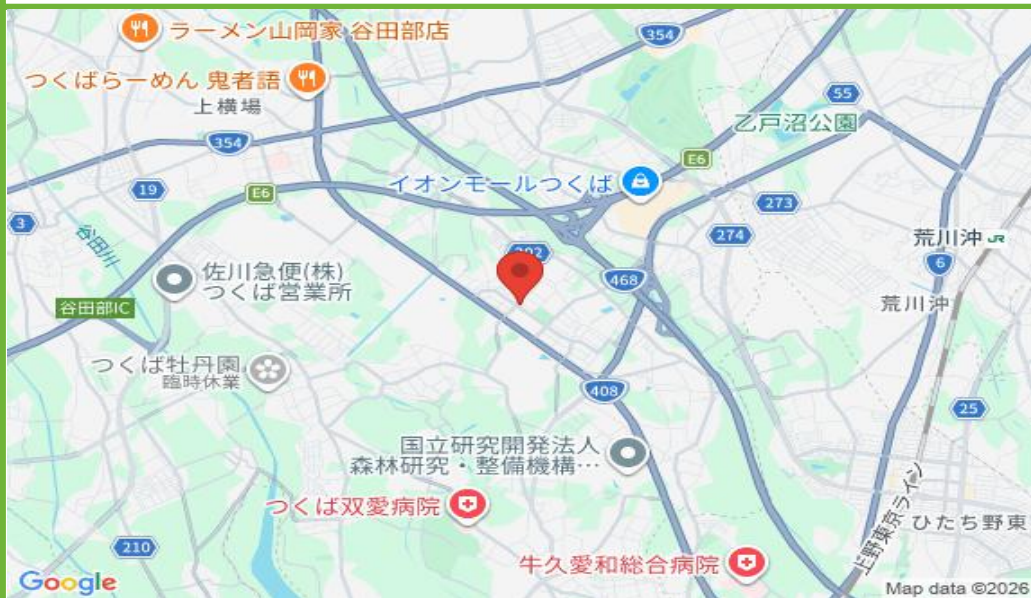 ラーメン山岡家 谷田部店
354
つくばらーめん 鬼者語
上横場
55
乙戸沼公園
354
E6
イオンモールつくば
19
E6
273
3
274
荒川沖 JR
谷田川
佐川急便(株)
つくば営業所
468
6
谷田部IC
荒川沖
つくば牡丹園
臨時休業
408
25
国立研究開発法人
森林研究・整備機構…
つくば双愛病院
上野東京ライン
ひたち野東
210
牛久愛和総合病院
Google
Map data ©2026